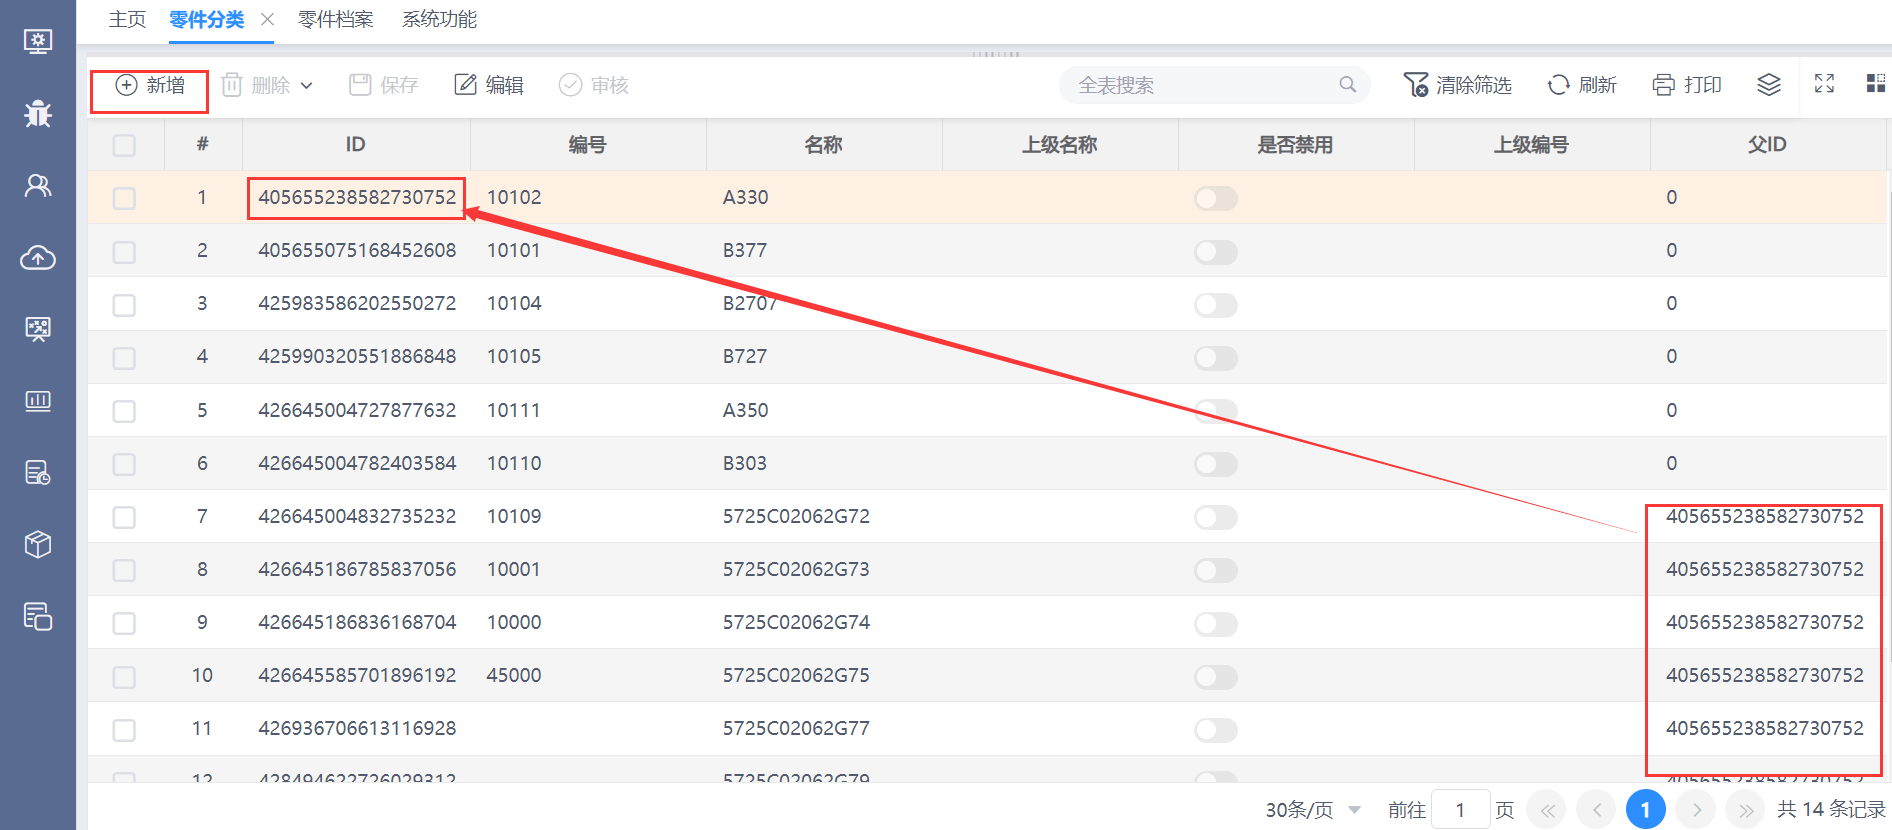 主页 零件分类 零件档案 系统功能
新增 删除 保存 编辑 审核 全表搜索 清除筛选 刷新 打印
# ID 编号 名称 上级名称 是否禁用 上级编号 父ID
1 405655238582730752 10102 A330 0
2 405655075168452608 10101 B377 0
3 425983586202550272 10104 B2707 0
4 425990320551886848 10105 B727 0
5 426645004727877632 10111 A350 0
6 426645004782403584 10110 B303 0
7 426645004832735232 10109 5725C02062G72 405655238582730752
8 426645186785837056 10001 5725C02062G73 405655238582730752
9 426645186836168704 10000 5725C02062G74 405655238582730752
10 426645585701896192 45000 5725C02062G75 405655238582730752
11 426936706613116928 5725C02062G77 405655238582730752
12 428494622726029312 5725C02062G79 405655238582730752
30条/页 前往 1 页 1 共 14 条记录